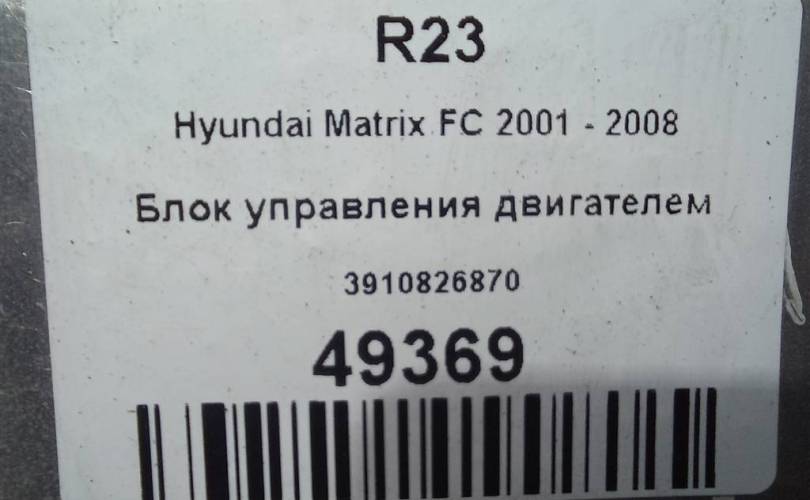 R23
Hyundai Matrix FC 2001 - 2008
Блок управления двигателем
3910826870
49369